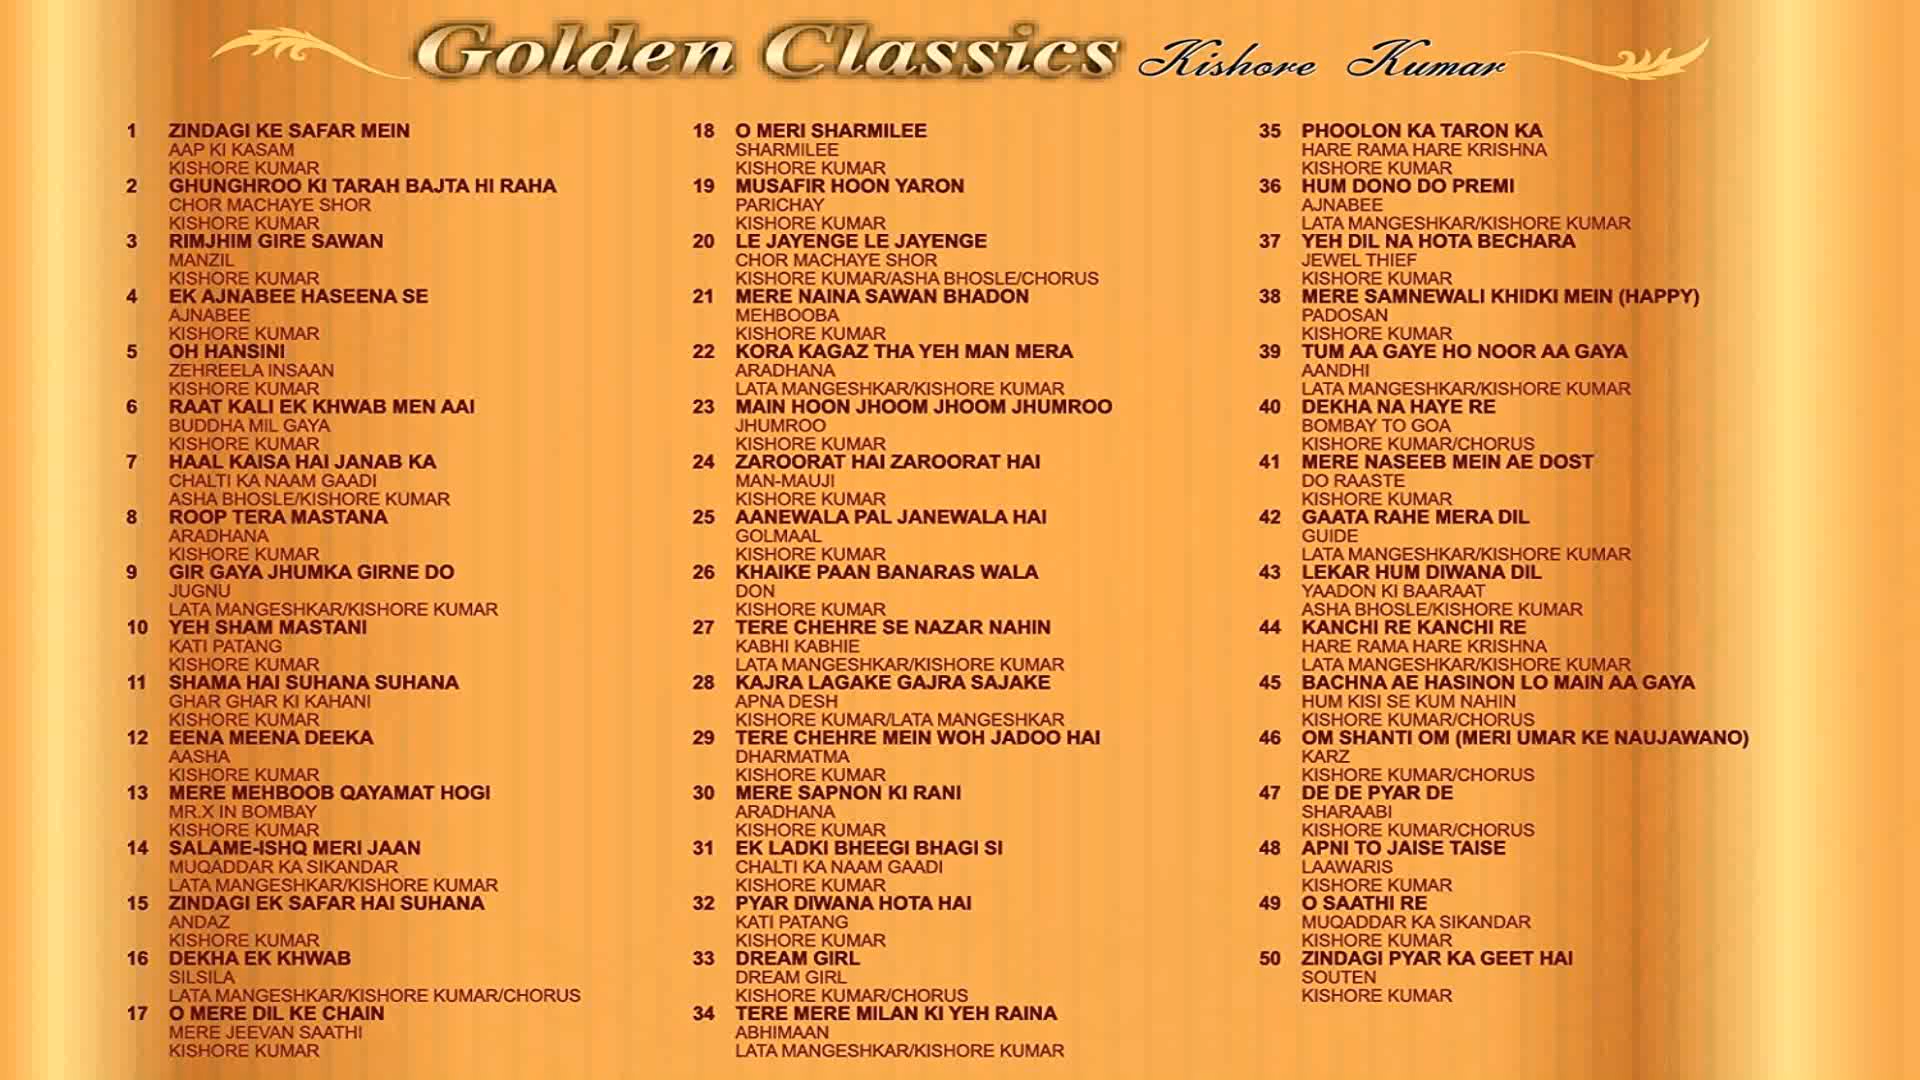 Golden Classics Kishore Kumar
1 ZINDAGI KE SAFAR MEIN
AAP KI KASAM
KISHORE KUMAR
2 GHUNGHROO KI TARAH BAJTA HI RAHA
CHOR MACHAYE SHOR
KISHORE KUMAR
3 RIMJHIM GIRE SAWAN
MANZIL
KISHORE KUMAR
4 EK AJNABEE HASEENA SE
AJNABEE
KISHORE KUMAR
5 OH HANSINI
ZEHREELA INSAAN
KISHORE KUMAR
6 RAAT KALI EK KHWAB MEN AAI
BUDDHA MIL GAYA
KISHORE KUMAR
7 HAAL KAISA HAI JANAB KA
CHALTI KA NAAM GAADI
ASHA BHOSLE/KISHORE KUMAR
8 ROOP TERA MASTANA
ARADHANA
KISHORE KUMAR
9 GIR GAYA JHUMKA GIRNE DO
JUGNU
LATA MANGESHKAR/KISHORE KUMAR
10 YEH SHAM MASTANI
KATI PATANG
KISHORE KUMAR
11 SHAMA HAI SUHANA SUHANA
GHAR GHAR KI KAHANI
KISHORE KUMAR
12 EENA MEENA DEEKA
AASHA
KISHORE KUMAR
13 MERE MEHBOOB QAYAMAT HOGI
MR.X IN BOMBAY
KISHORE KUMAR
14 SALAME-ISHQ MERI JAAN
MUQADDAR KA SIKANDAR
LATA MANGESHKAR/KISHORE KUMAR
15 ZINDAGI EK SAFAR HAI SUHANA
ANDAZ
KISHORE KUMAR
16 DEKHA EK KHWAB
SILSILA
LATA MANGESHKAR/KISHORE KUMAR/CHORUS
17 O MERE DIL KE CHAIN
MERE JEEVAN SAATHI
KISHORE KUMAR
18 O MERI SHARMILEE
SHARMILEE
KISHORE KUMAR
19 MUSAFIR HOON YARON
PARICHAY
KISHORE KUMAR
20 LE JAYENGE LE JAYENGE
CHOR MACHAYE SHOR
KISHORE KUMAR/ASHA BHOSLE/CHORUS
21 MERE NAINA SAWAN BHADON
MEHBOOBA
KISHORE KUMAR
22 KORA KAGAZ THA YEH MAN MERA
ARADHANA
LATA MANGESHKAR/KISHORE KUMAR
23 MAIN HOON JHOOM JHOOM JHUMROO
JHUMROO
KISHORE KUMAR
24 ZAROORAT HAI ZAROORAT HAI
MAN-MAUJI
KISHORE KUMAR
25 AANEWALA PAL JANEWALA HAI
GOLMAAL
KISHORE KUMAR
26 KHAIKE PAAN BANARAS WALA
DON
KISHORE KUMAR
27 TERE CHEHRE SE NAZAR NAHIN
KABHI KABHIE
LATA MANGESHKAR/KISHORE KUMAR
28 KAJRA LAGAKE GAJRA SAJAKE
APNA DESH
KISHORE KUMAR/LATA MANGESHKAR
29 TERE CHEHRE MEIN WOH JADOO HAI
DHARMATMA
KISHORE KUMAR
30 MERE SAPNON KI RANI
ARADHANA
KISHORE KUMAR
31 EK LADKI BHEEGI BHAGI SI
CHALTI KA NAAM GAADI
KISHORE KUMAR
32 PYAR DIWANA HOTA HAI
KATI PATANG
KISHORE KUMAR
33 DREAM GIRL
DREAM GIRL
KISHORE KUMAR/CHORUS
34 TERE MERE MILAN KI YEH RAINA
ABHIMAAN
LATA MANGESHKAR/KISHORE KUMAR
35 PHOOLON KA TARON KA
HARE RAMA HARE KRISHNA
KISHORE KUMAR
36 HUM DONO DO PREMI
AJNABEE
LATA MANGESHKAR/KISHORE KUMAR
37 YEH DIL NA HOTA BECHARA
JEWEL THIEF
KISHORE KUMAR
38 MERE SAMNEWALI KHIDKI MEIN (HAPPY)
PADOSAN
KISHORE KUMAR
39 TUM AA GAYE HO NOOR AA GAYA
AANDHI
LATA MANGESHKAR/KISHORE KUMAR
40 DEKHA NA HAYE RE
BOMBAY TO GOA
KISHORE KUMAR/CHORUS
41 MERE NASEEB MEIN AE DOST
DO RAASTE
KISHORE KUMAR
42 GAATA RAHE MERA DIL
GUIDE
LATA MANGESHKAR/KISHORE KUMAR
43 LEKAR HUM DIWANA DIL
YAADON KI BAARAAT
ASHA BHOSLE/KISHORE KUMAR
44 KANCHI RE KANCHI RE
HARE RAMA HARE KRISHNA
LATA MANGESHKAR/KISHORE KUMAR
45 BACHNA AE HASINON LO MAIN AA GAYA
HUM KISI SE KUM NAHIN
KISHORE KUMAR/CHORUS
46 OM SHANTI OM (MERI UMAR KE NAUJAWANO)
KARZ
KISHORE KUMAR/CHORUS
47 DE DE PYAR DE
SHARAABI
KISHORE KUMAR/CHORUS
48 APNI TO JAISE TAISE
LAAWARIS
KISHORE KUMAR
49 O SAATHI RE
MUQADDAR KA SIKANDAR
KISHORE KUMAR
50 ZINDAGI PYAR KA GEET HAI
SOUTEN
KISHORE KUMAR